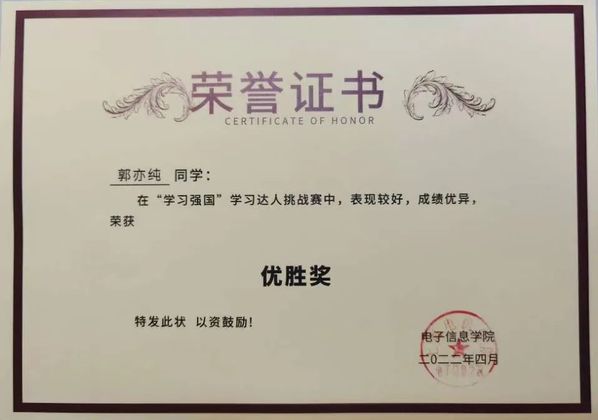 荣誉证书
CERTIFICATE OF HONOR
郭亦纯 同学：
在“学习强国”学习达人挑战赛中，表现较好，成绩优异，
荣获
优胜奖
特发此状 以资鼓励！
电子信息学院
二〇二二年四月